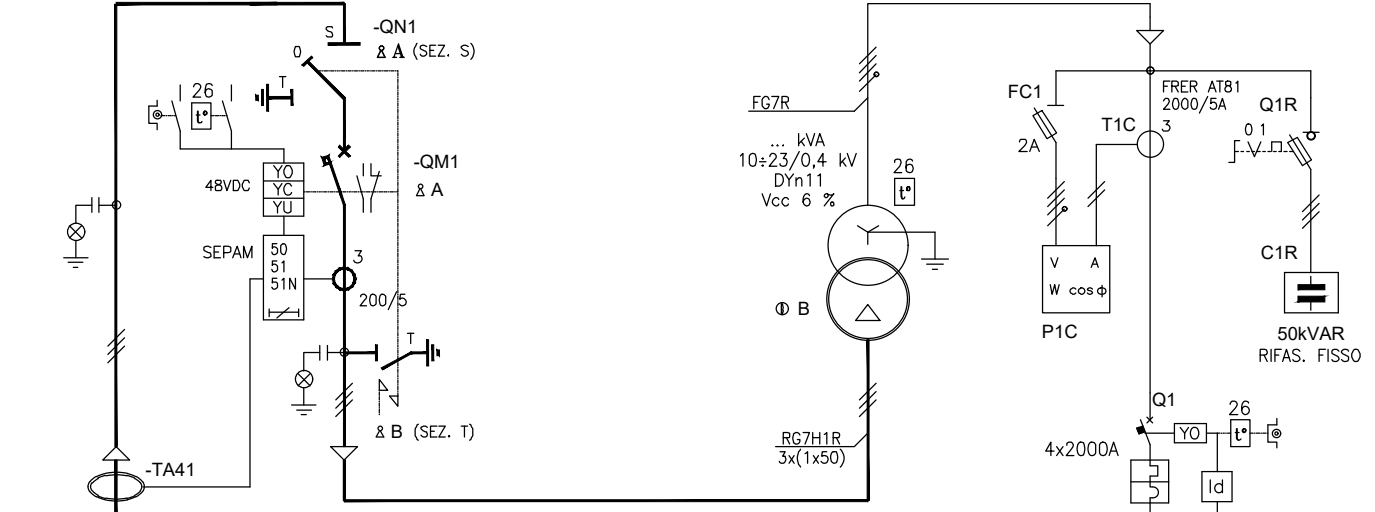 S
-QN1
& A (SEZ. S)
0
T
26
t°
48VDC
YO
YC
YU
-QM1
& A
SEPAM
50
51
51N
3
200/5
T
& B (SEZ. T)
-TA41
FG7R
... kVA
10÷23/0,4 kV
DYn11
Vcc 6 %
26
t°
B
RG7H1R
3x(1x50)
FRER AT81
2000/5A
FC1
2A
T1C
3
Q1R
0 1
V A
W cosϕ
P1C
C1R
50kVAR
RIFAS. FISSO
Q1
4x2000A
YO
26
t°
Id